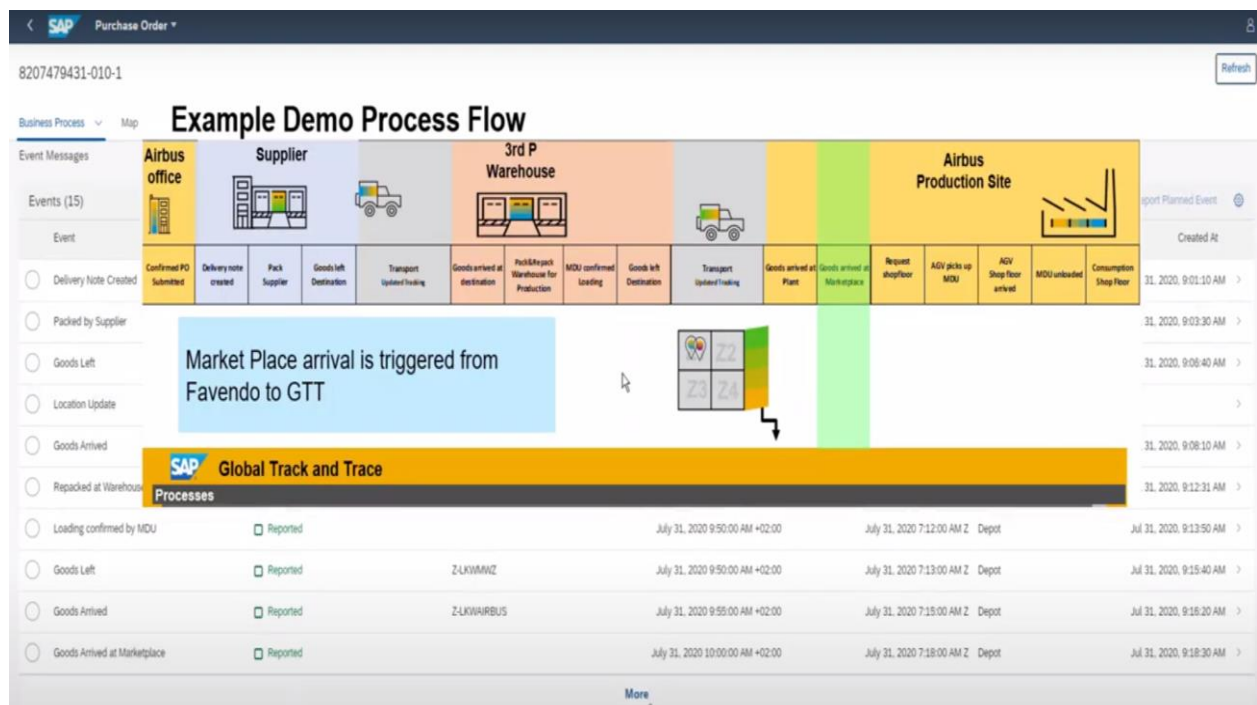 SAP Purchase Order
8207479431-010-1
Refresh
Business Process Map
Example Demo Process Flow
Event Messages
Airbus office
Supplier
3rd P Warehouse
Airbus Production Site
Events (15)
port Planned Event
Event
Created At
Confirmed PO Submitted
Delivery note created
Pack Supplier
Goods left Destination
Transport Updated Tracking
Goods arrived at destination
Pack&Repack Warehouse for Production
MDU confirmed Loading
Goods left Destination
Transport Updated Tracking
Goods arrived at Plant
Goods arrived at Marketplace
Request shopfloor
AGV picks up MDU
AGV Shop floor arrived
MDU unloaded
Consumption Shop Floor
Delivery Note Created 31, 2020, 9:01:10 AM
Packed by Supplier 31, 2020, 9:03:30 AM
Goods Left 31, 2020, 9:06:40 AM
Location Update
Goods Arrived 31, 2020, 9:08:10 AM
Repacked at Warehous 31, 2020, 9:12:31 AM
Market Place arrival is triggered from
Favendo to GTT
Z2
Z3 Z4
SAP Global Track and Trace
Processes
Loading confirmed by MDU Reported July 31, 2020 9:50:00 AM +02:00 July 31, 2020 7:12:00 AM Z Depot Jul 31, 2020, 9:13:50 AM
Goods Left Reported Z-LKWMWZ July 31, 2020 9:50:00 AM +02:00 July 31, 2020 7:13:00 AM Z Depot Jul 31, 2020, 9:15:40 AM
Goods Arrived Reported Z-LKWAIRBUS July 31, 2020 9:55:00 AM +02:00 July 31, 2020 7:15:00 AM Z Depot Jul 31, 2020, 9:16:20 AM
Goods Arrived at Marketplace Reported July 31, 2020 10:00:00 AM +02:00 July 31, 2020 7:18:00 AM Z Depot Jul 31, 2020, 9:18:30 AM
More